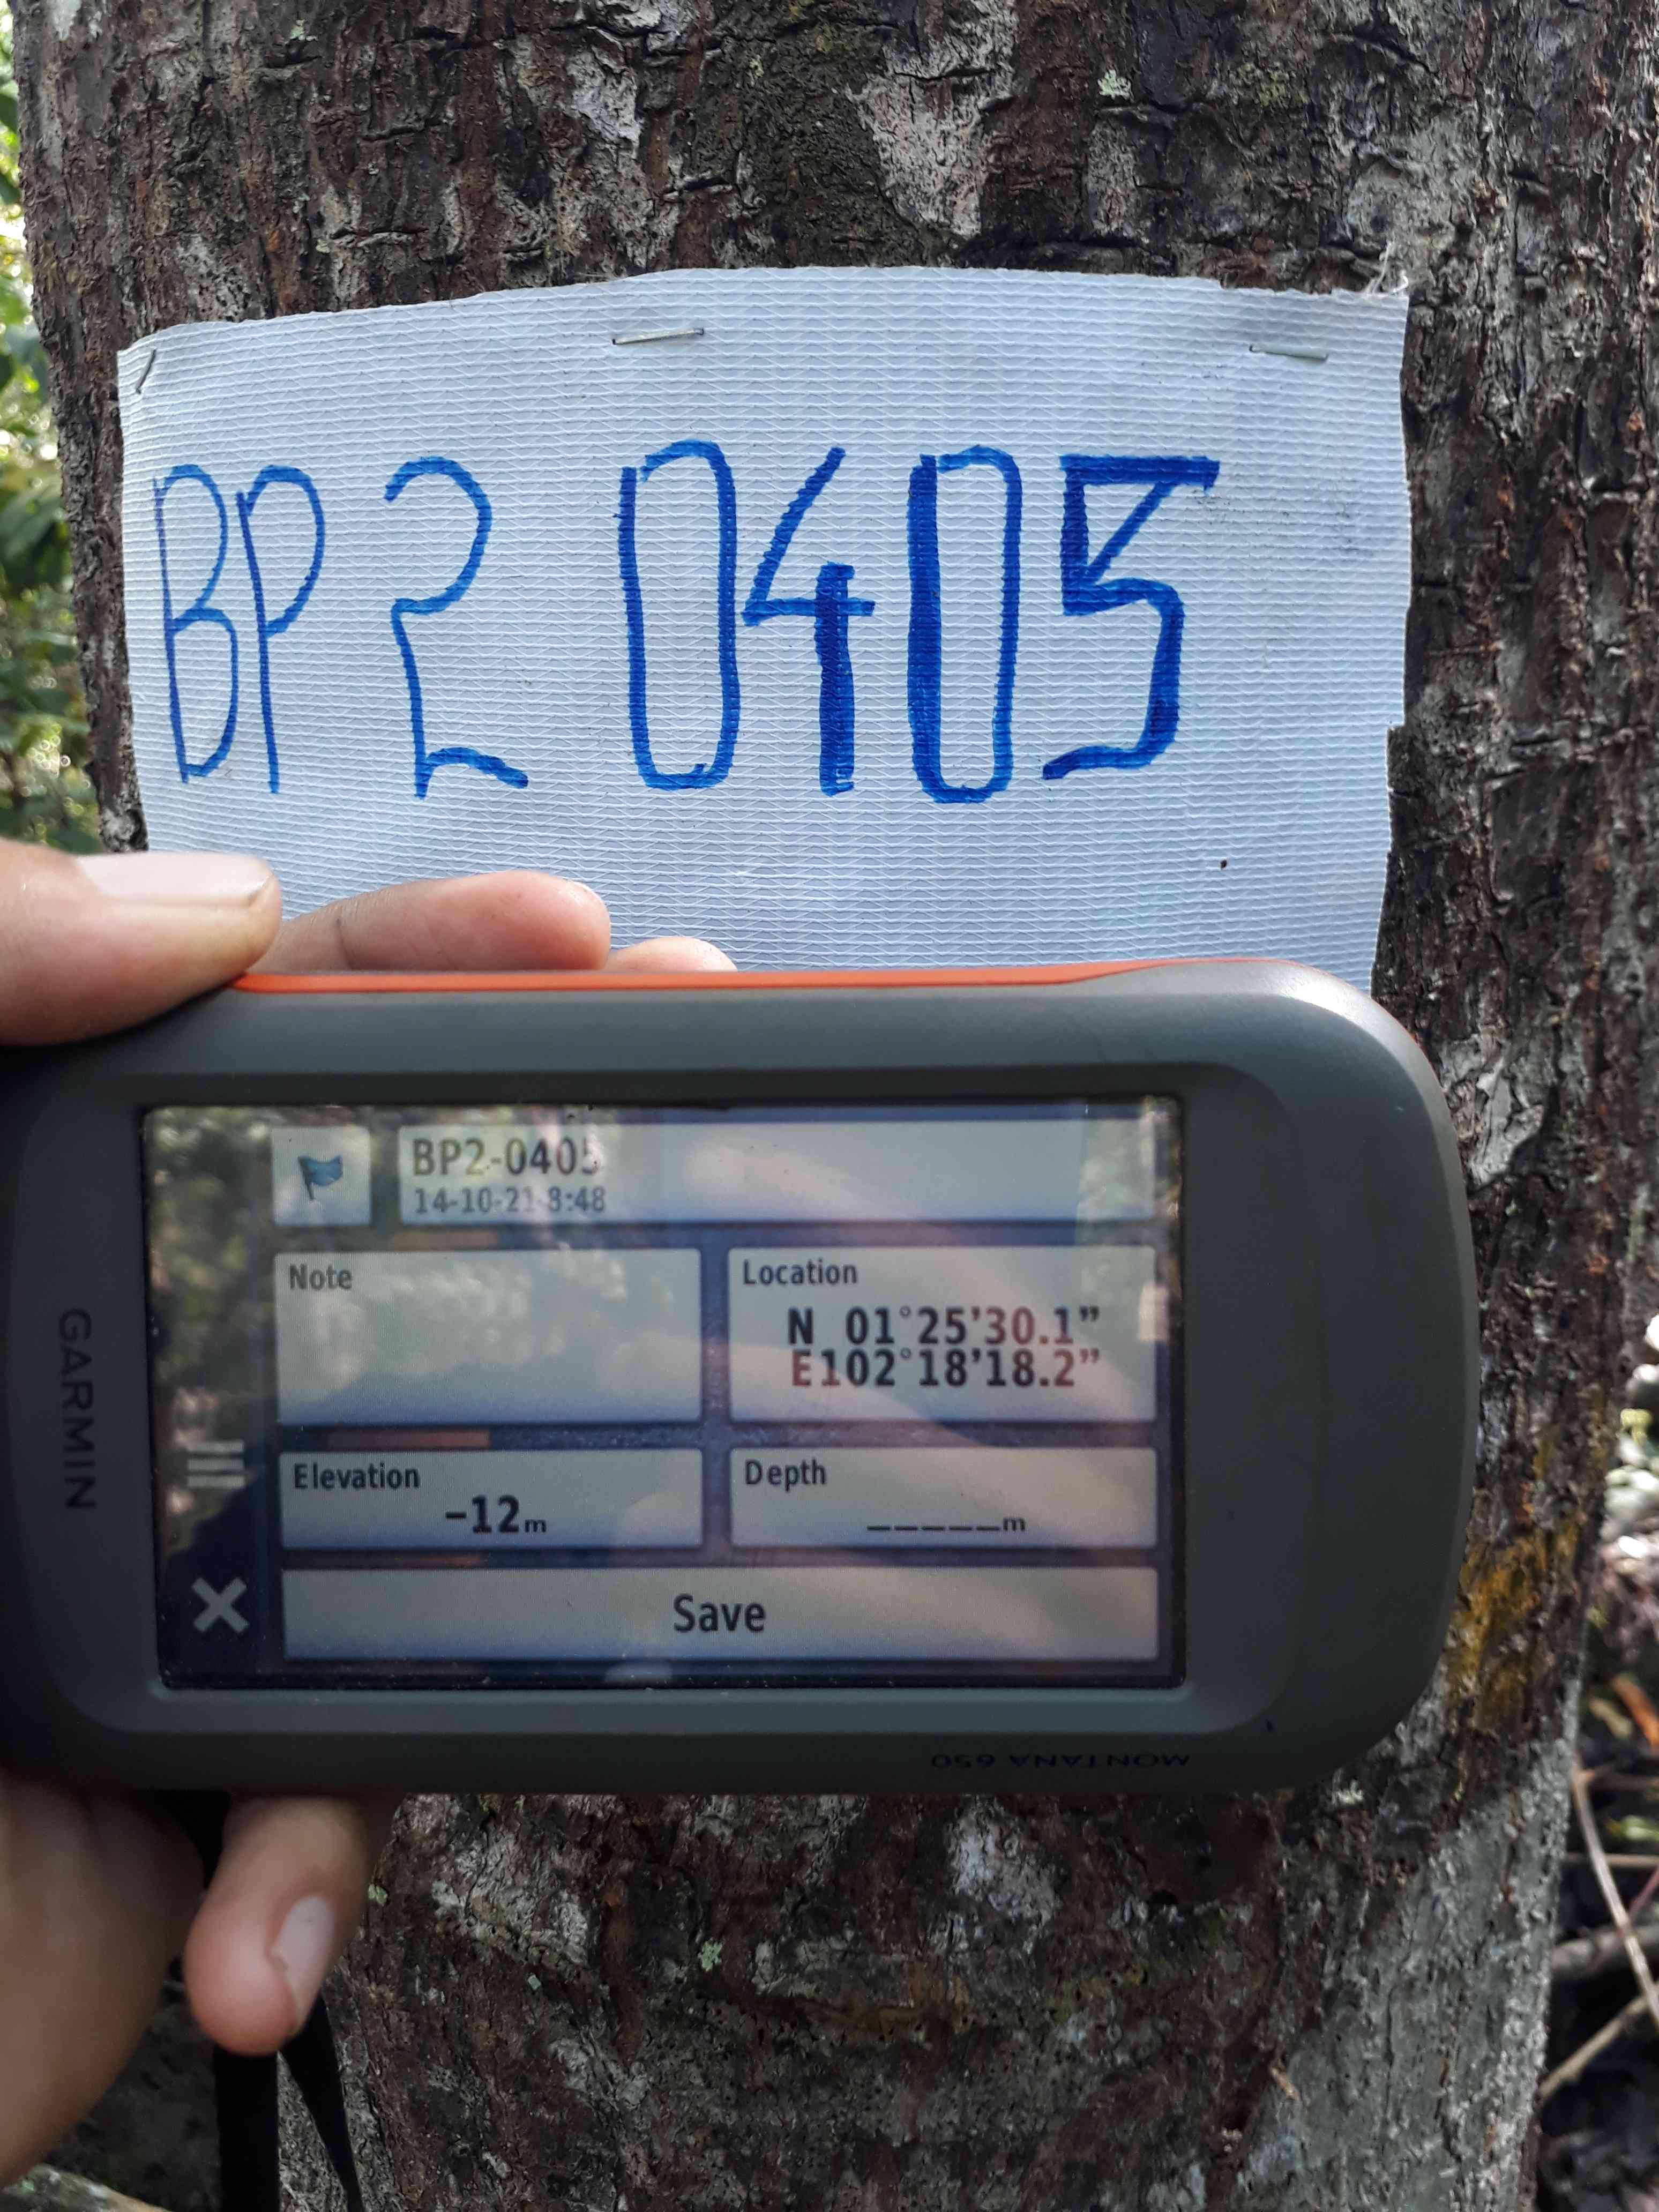 BP 2 0405
BP2-0405
14-10-21 8:48
Note
Location
N 01°25'30.1"
E102°18'18.2"
Elevation
-12m
Depth
_____m
Save
GARMIN
MONTANA 650